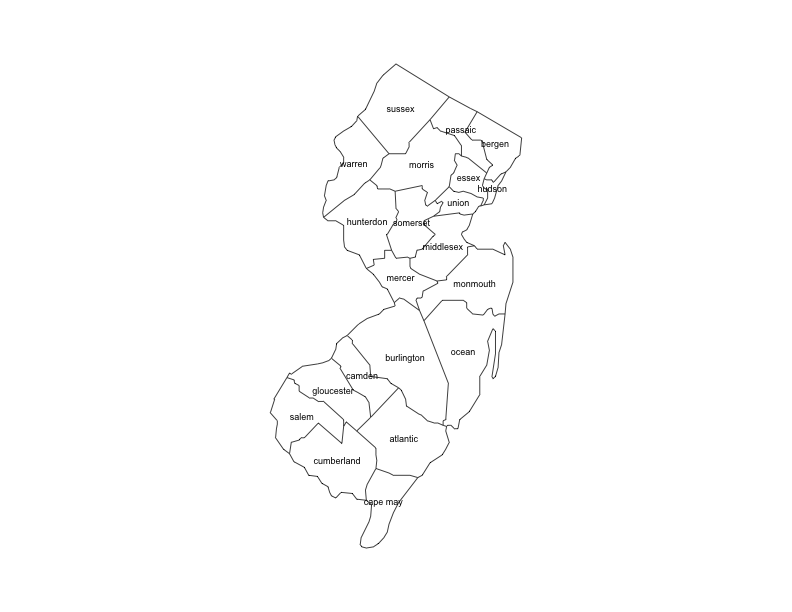 sussex
passaic
bergen
warren
morris
essex
hudson
union
hunterdon
somerset
middlesex
mercer
monmouth
ocean
burlington
camden
gloucester
salem
atlantic
cumberland
cape may